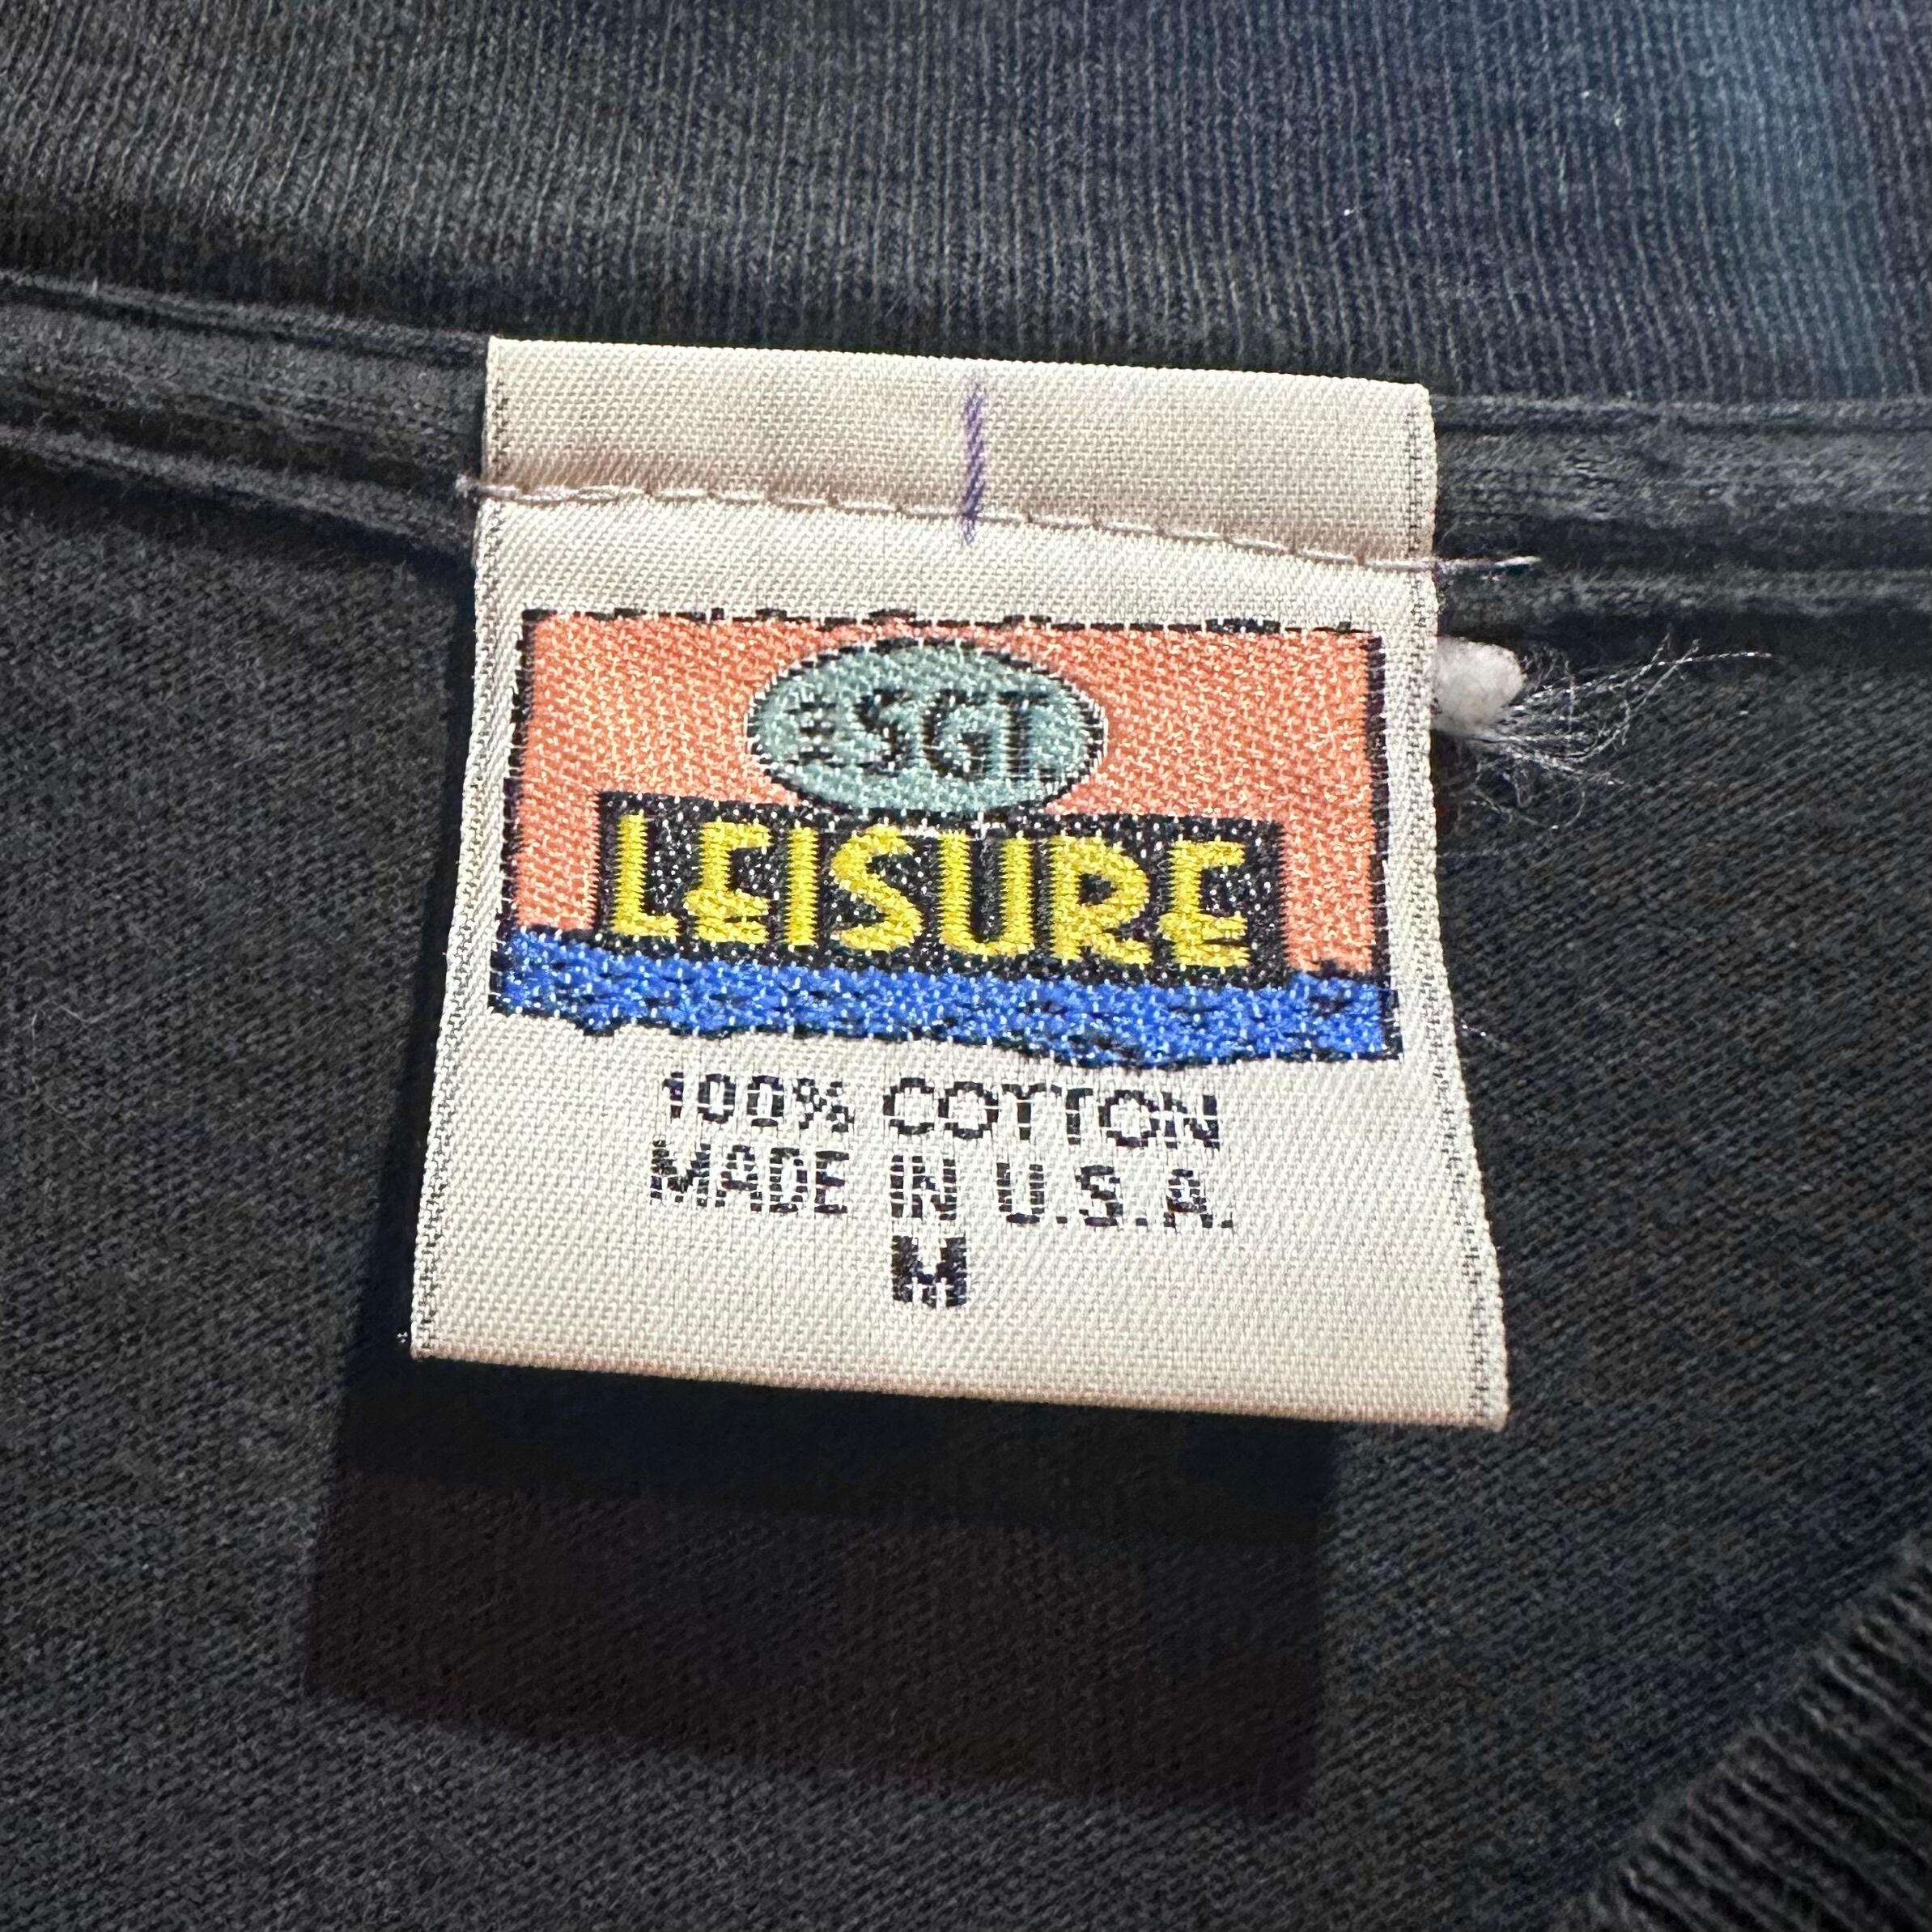 SGT.
LEISURE
100% COTTON
MADE IN U.S.A.
M